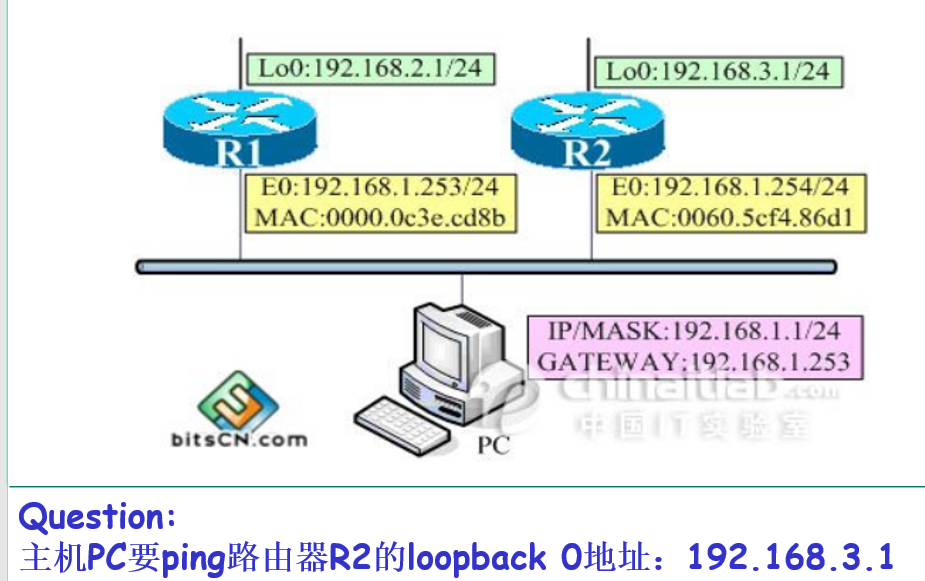 Lo0:192.168.2.1/24
Lo0:192.168.3.1/24
R1
R2
E0:192.168.1.253/24
MAC:0000.0c3e.cd8b
E0:192.168.1.254/24
MAC:0060.5cf4.86d1
IP/MASK:192.168.1.1/24
GATEWAY:192.168.1.253
chinaitlab.com
中国IT实验室
bitsCN.com
PC
Question:
主机PC要ping路由器R2的loopback 0地址：192.168.3.1